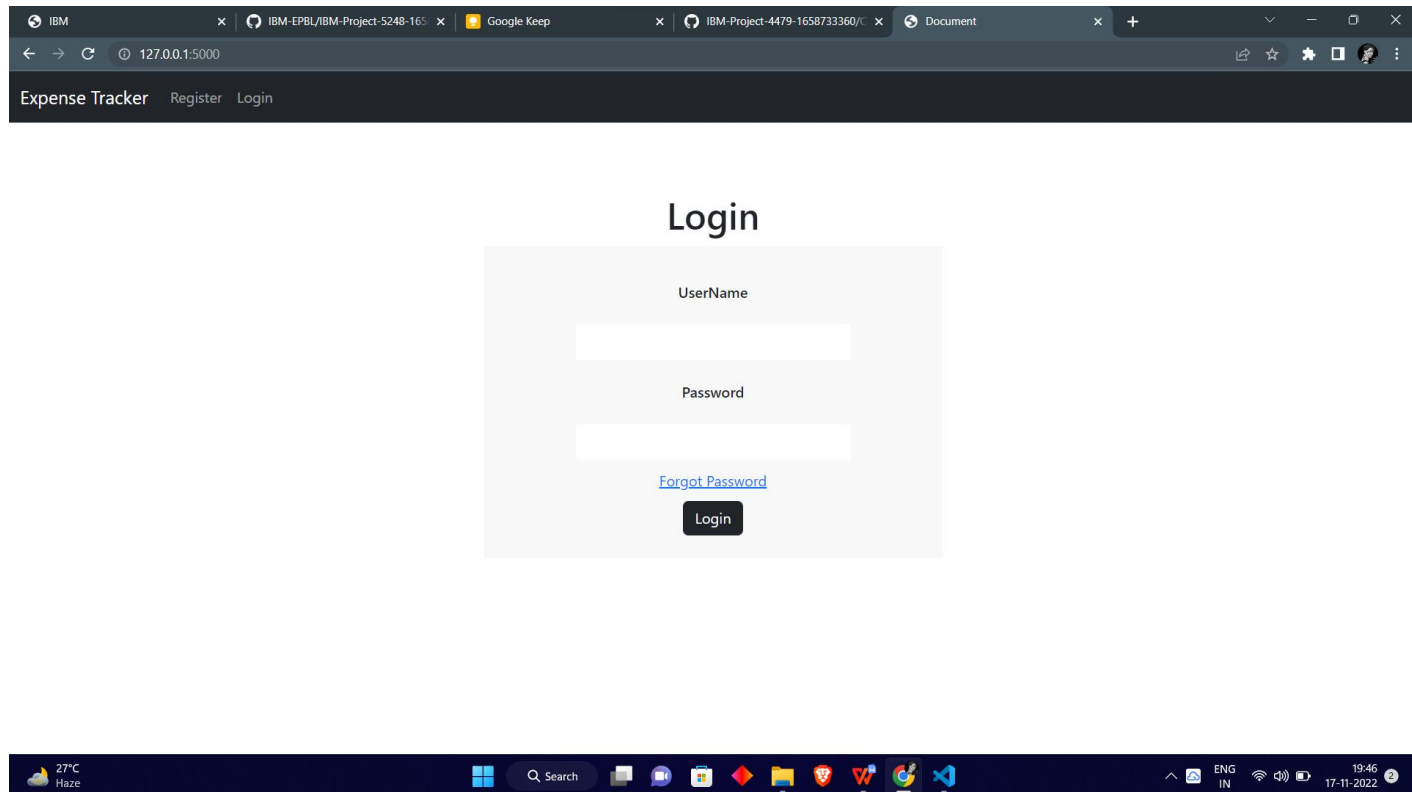 IBM
IBM-EPBL/IBM-Project-5248-165
Google Keep
IBM-Project-4479-1658733360/C
Document
127.0.0.1:5000
Expense Tracker Register Login
Login
UserName
Password
Forgot Password
Login
27°C
Haze
Search
ENG
IN
19:46
17-11-2022
2